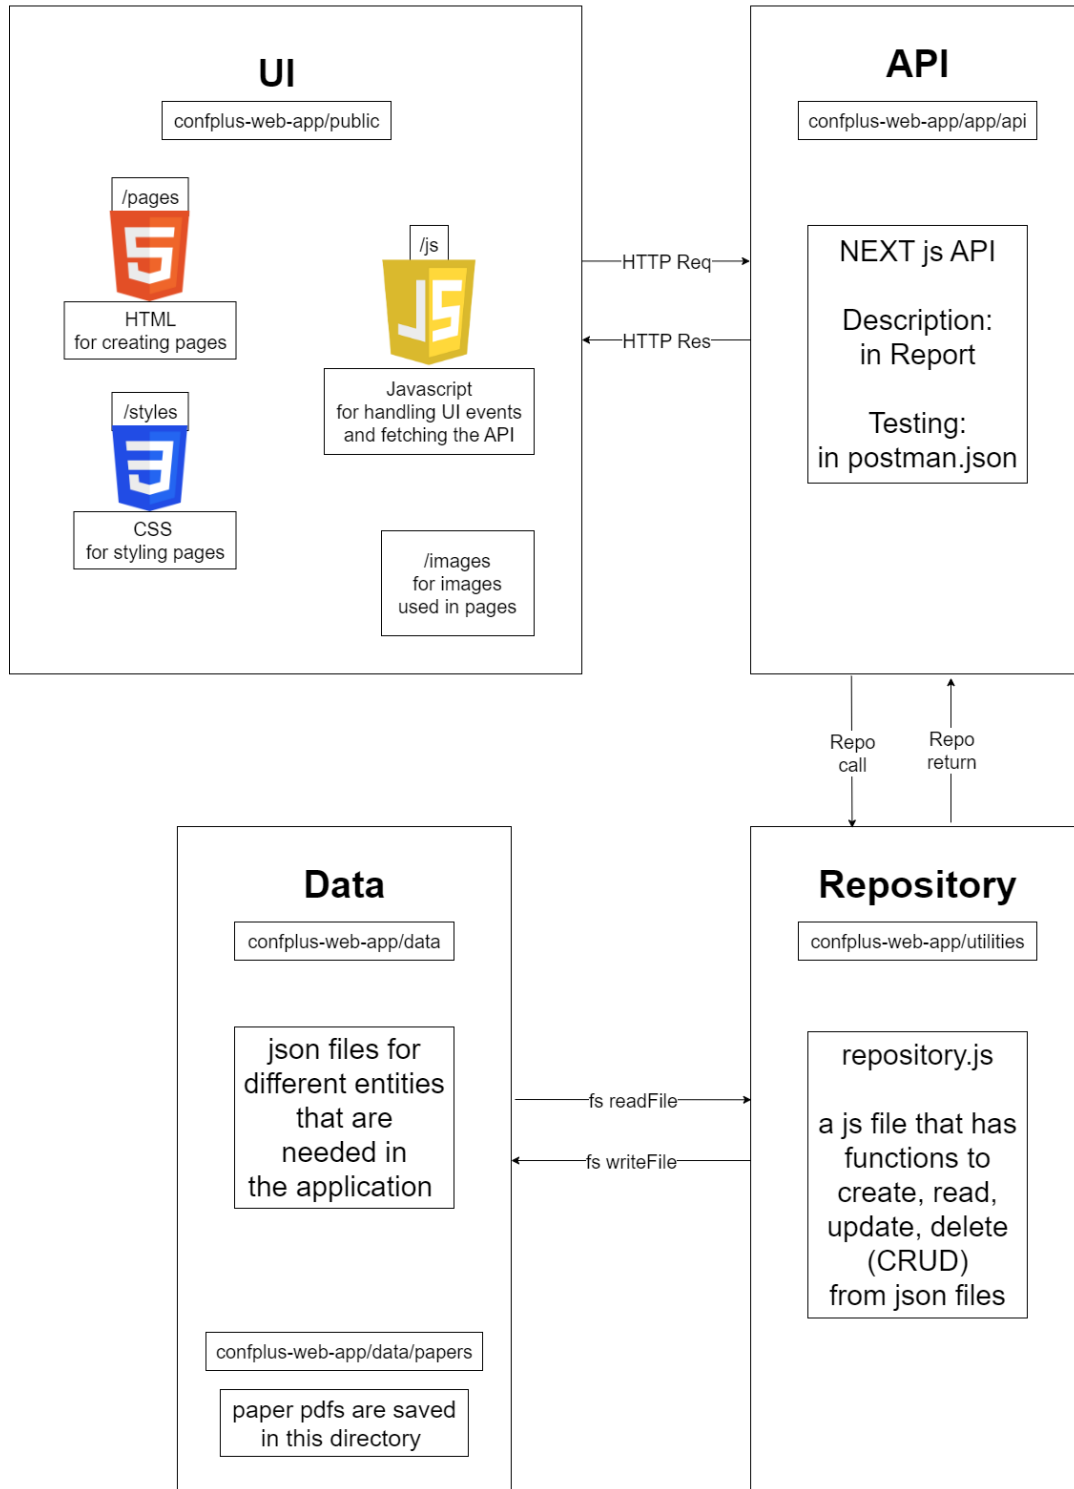 UI
confplus-web-app/public
/pages
HTML
for creating pages
/js
JS
Javascript
for handling UI events
and fetching the API
/styles
CSS
for styling pages
/images
for images
used in pages
HTTP Req
HTTP Res
API
confplus-web-app/app/api
NEXT js API
Description:
in Report
Testing:
in postman.json
Repo
call
Repo
return
Data
confplus-web-app/data
json files for
different entities
that are
needed in
the application
confplus-web-app/data/papers
paper pdfs are saved
in this directory
fs readFile
fs writeFile
Repository
confplus-web-app/utilities
repository.js
a js file that has
functions to
create, read,
update, delete
(CRUD)
from json files